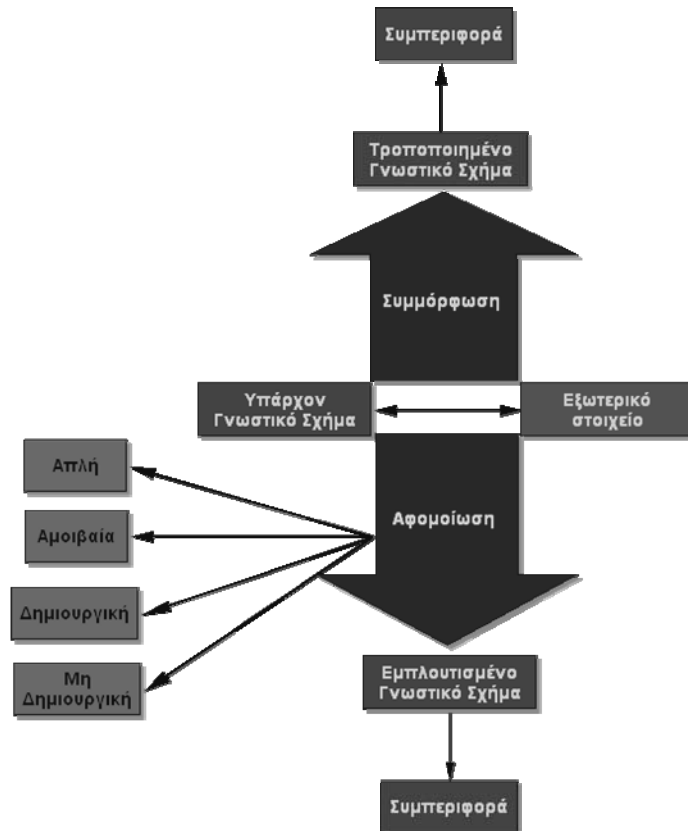 Συμπεριφορά
Τροποποιημένο
Γνωστικό Σχήμα
Συμμόρφωση
Υπάρχον
Γνωστικό Σχήμα
Εξωτερικό
στοιχείο
Απλή
Αμοιβαία
Δημιουργική
Μη
Δημιουργική
Αφομοίωση
Εμπλουτισμένο
Γνωστικό Σχήμα
Συμπεριφορά